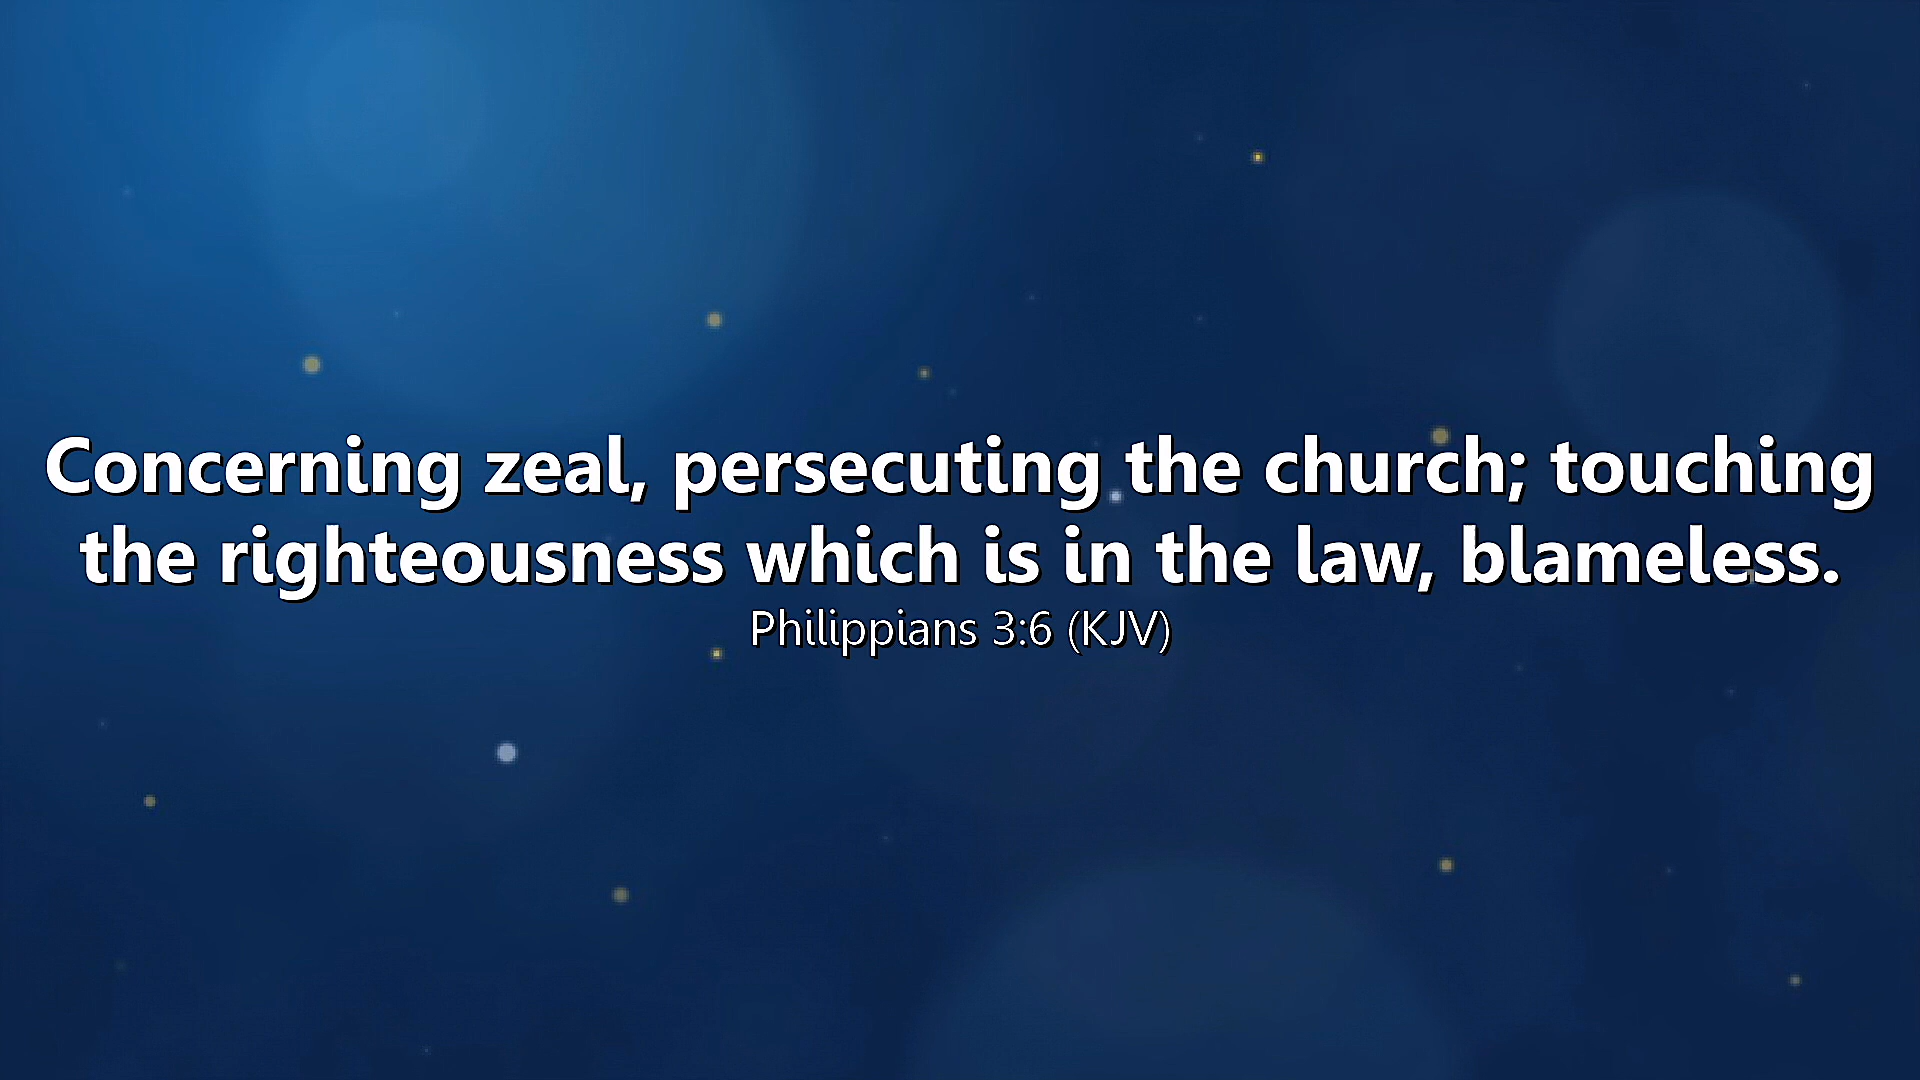 Concerning zeal, persecuting the church; touching
the righteousness which is in the law, blameless.
Philippians 3:6 (KJV)